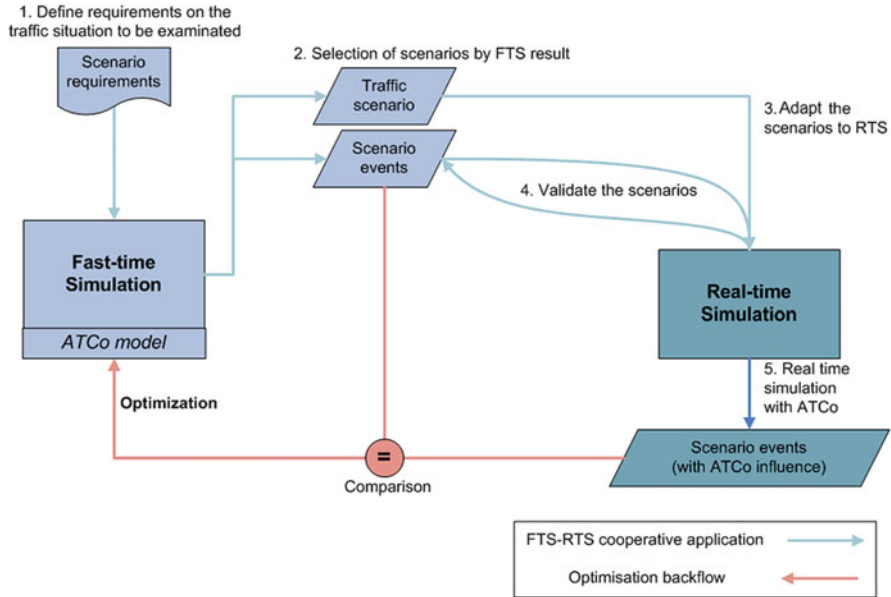 1. Define requirements on the
traffic situation to be examinated
Scenario
requirements
2. Selection of scenarios by FTS result
Traffic
scenario
Scenario
events
3. Adapt the
scenarios to RTS
4. Validate the scenarios
Fast-time
Simulation
ATCo model
Real-time
Simulation
5. Real time
simulation
with ATCo
Optimization
=
Comparison
Scenario events
(with ATCo influence)
FTS-RTS cooperative application
Optimisation backflow